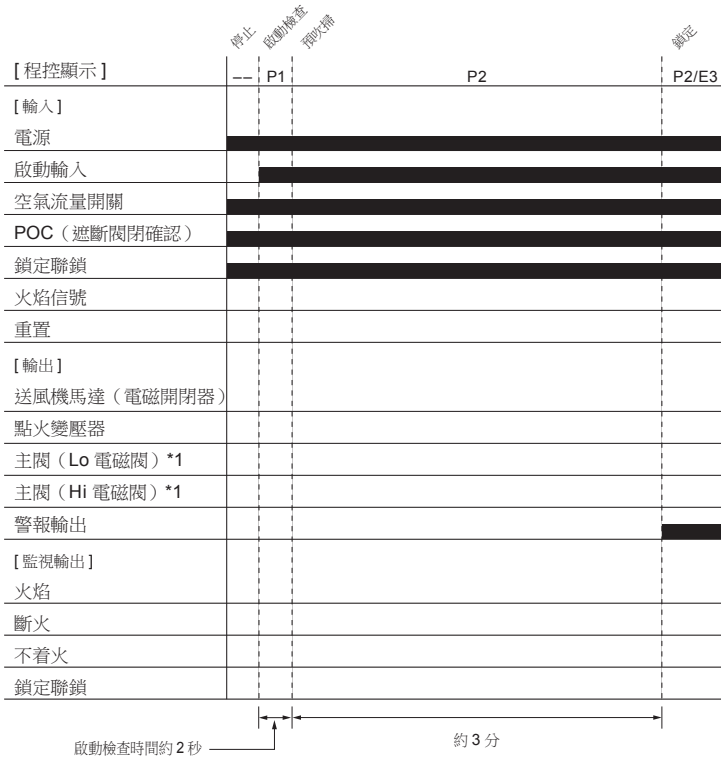 停止
啟動檢查
預吹掃
鎖定
[程控顯示] −− P1 P2 P2/E3
[輸入]
電源
啟動輸入
空氣流量開關
POC（遮斷閥閉確認）
鎖定聯鎖
火焰信號
重置
[輸出]
送風機馬達（電磁開閉器）
點火變壓器
主閥（Lo 電磁閥）*1
主閥（Hi 電磁閥）*1
警報輸出
[監視輸出]
火焰
斷火
不着火
鎖定聯鎖
啟動檢查時間約 2 秒
約 3 分